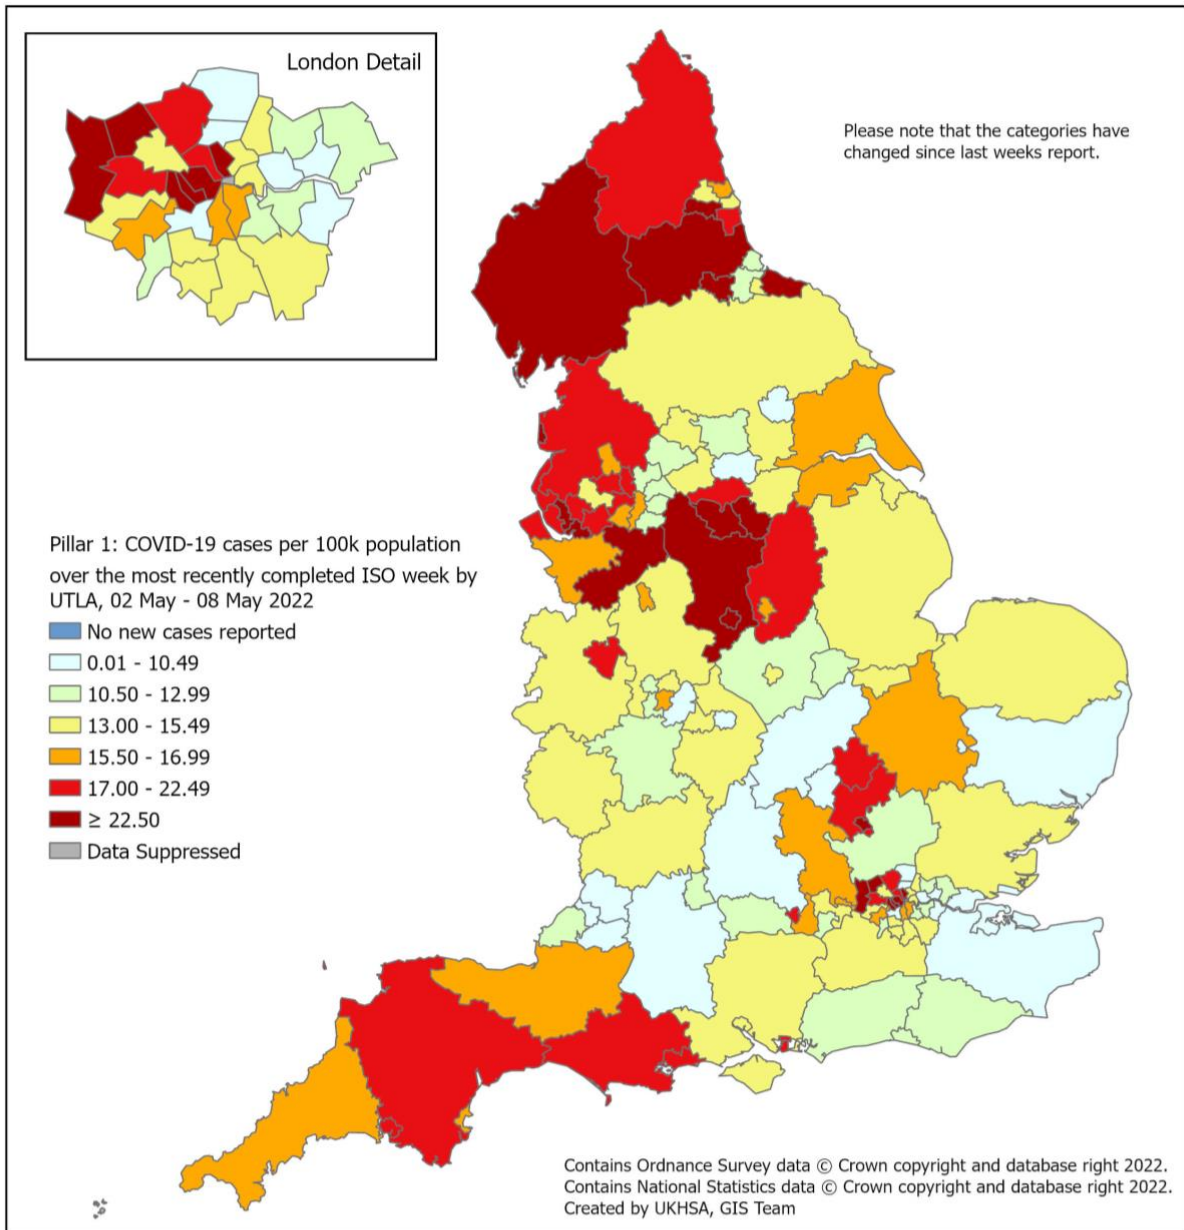 London Detail
Please note that the categories have
changed since last weeks report.
Pillar 1: COVID-19 cases per 100k population
over the most recently completed ISO week by
UTLA, 02 May - 08 May 2022
No new cases reported
0.01 - 10.49
10.50 - 12.99
13.00 - 15.49
15.50 - 16.99
17.00 - 22.49
≥ 22.50
Data Suppressed
Contains Ordnance Survey data © Crown copyright and database right 2022.
Contains National Statistics data © Crown copyright and database right 2022.
Created by UKHSA, GIS Team